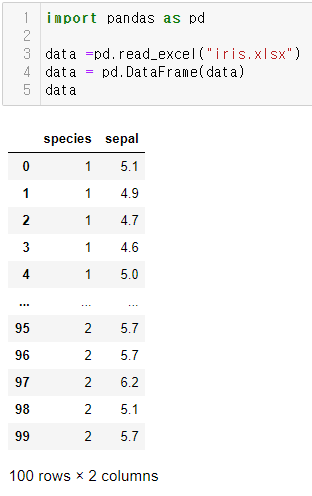 1 import pandas as pd
2
3 data =pd.read_excel("iris.xlsx")
4 data = pd.DataFrame(data)
5 data
species sepal
0 1 5.1
1 1 4.9
2 1 4.7
3 1 4.6
4 1 5.0
... ... ...
95 2 5.7
96 2 5.7
97 2 6.2
98 2 5.1
99 2 5.7
100 rows × 2 columns